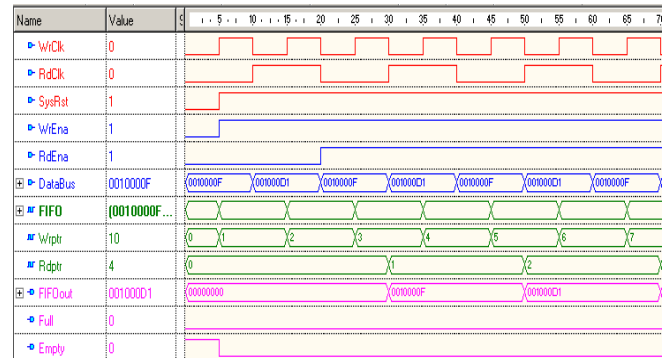 Name Value S 5 10 15 20 25 30 35 40 45 50 55 60 65 70
WrClk 0
RdClk 0
SysRst 1
WrEna 1
RdEna 1
DataBus 0010000F 0010000F 001000D1 0010000F 001000D1 0010000F 001000D1 0010000F
FIFO (0010000F...
Wrptr 10 0 1 2 3 4 5 6 7
Rdptr 4 0 1 2
FIFOout 001000D1 00000000 0010000F 001000D1
Full 0
Empty 0